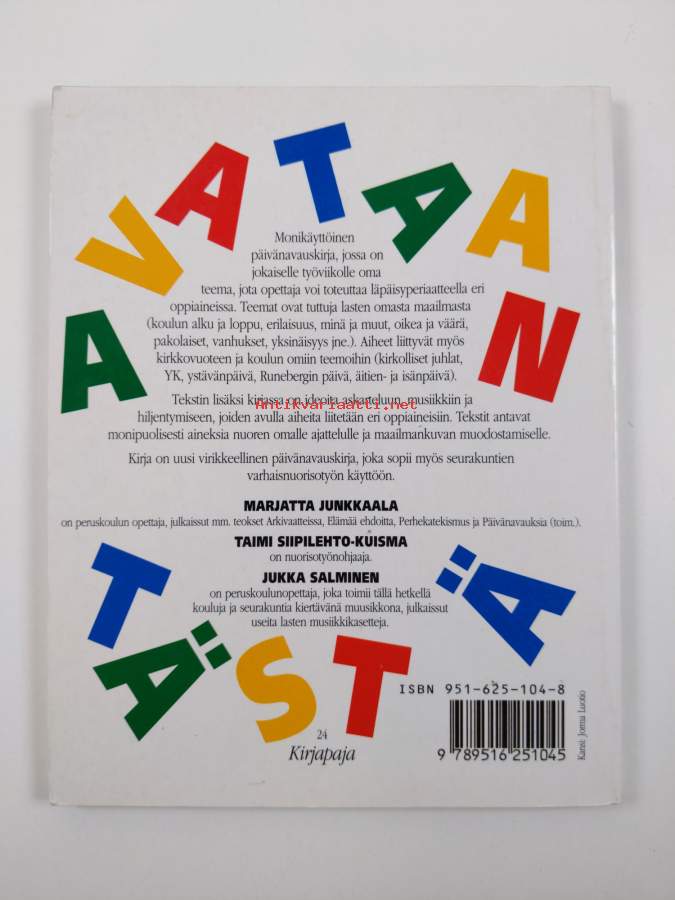 AVATAAN
Monikäyttöinen
päivänavauskirja, jossa on
jokaiselle työviikolle oma
teema, jota opettaja voi toteuttaa läpäisyperiaatteella eri
oppiaineissa. Teemat ovat tuttuja lasten omasta maailmasta
(koulun alku ja loppu, erilaisuus, minä ja muut, oikea ja väärä,
pakolaiset, vanhukset, yksinäisyys jne.). Aiheet liittyvät myös
kirkkovuoteen ja koulun omiin teemoihin (kirkolliset juhlat,
YK, ystävänpäivä, Runebergin päivä, äitien- ja isänpäivä).
Tekstin lisäksi kirjassa on ideoita askarteluun, musiikkiin ja
Antikvariaatti.net
hiljentymiseen, joiden avulla aiheita liitetään eri oppiaineisiin. Tekstit antavat
monipuolisesti aineksia nuoren omalle ajattelulle ja maailmankuvan muodostamiselle.
Kirja on uusi virikkeellinen päivänavauskirja, joka sopii myös seurakuntien
varhaisnuorisotyön käyttöön.
MARJATTA JUNKKAALA
on peruskoulun opettaja, julkaissut mm. teokset Arkivaatteissa, Elämää ehdoitta, Perhekatekismus ja Päivänavauksia (toim.).
TAIMI SIIPILEHTO-KUISMA
on nuorisotyönohjaaja.
JUKKA SALMINEN
on peruskoulunopettaja, joka toimii tällä hetkellä
kouluja ja seurakuntia kiertävänä muusikkona, julkaissut
useita lasten musiikkikasetteja.
TÄSTÄ
ISBN 951-625-104-8
9 789516 251045
Kansi: Jorma Luotio
24
Kirjapaja